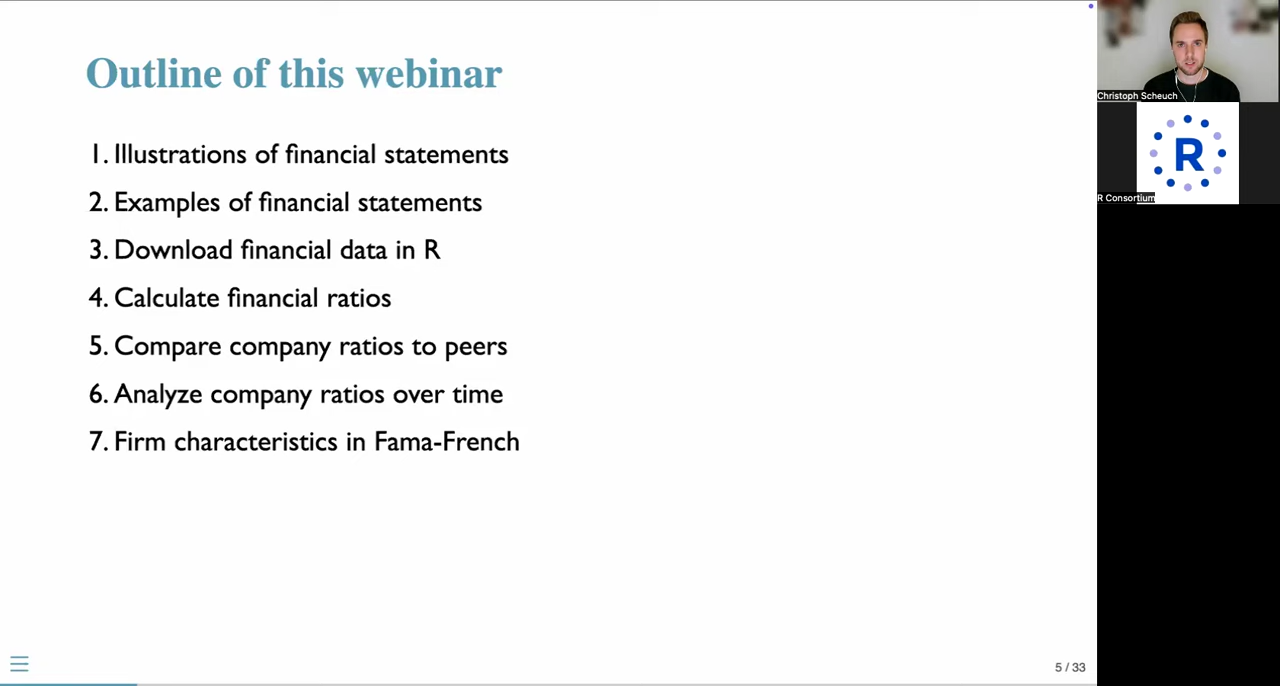 Outline of this webinar
1. Illustrations of financial statements
2. Examples of financial statements
3. Download financial data in R
4. Calculate financial ratios
5. Compare company ratios to peers
6. Analyze company ratios over time
7. Firm characteristics in Fama-French
5 / 33
Christoph Scheuch
R
R Consortium